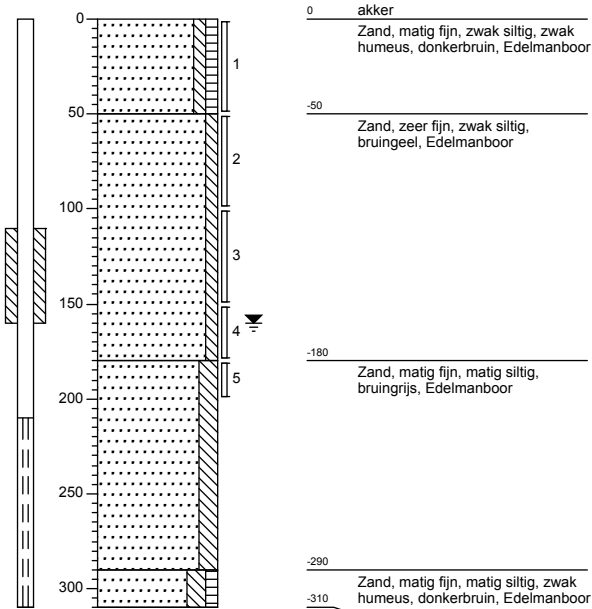 0
50
100
150
200
250
300
1
2
3
4
5
0 akker
Zand, matig fijn, zwak siltig, zwak
humeus, donkerbruin, Edelmanboor
-50
Zand, zeer fijn, zwak siltig,
bruingeel, Edelmanboor
-180
Zand, matig fijn, matig siltig,
bruingrijs, Edelmanboor
-290
Zand, matig fijn, matig siltig, zwak
humeus, donkerbruin, Edelmanboor
-310